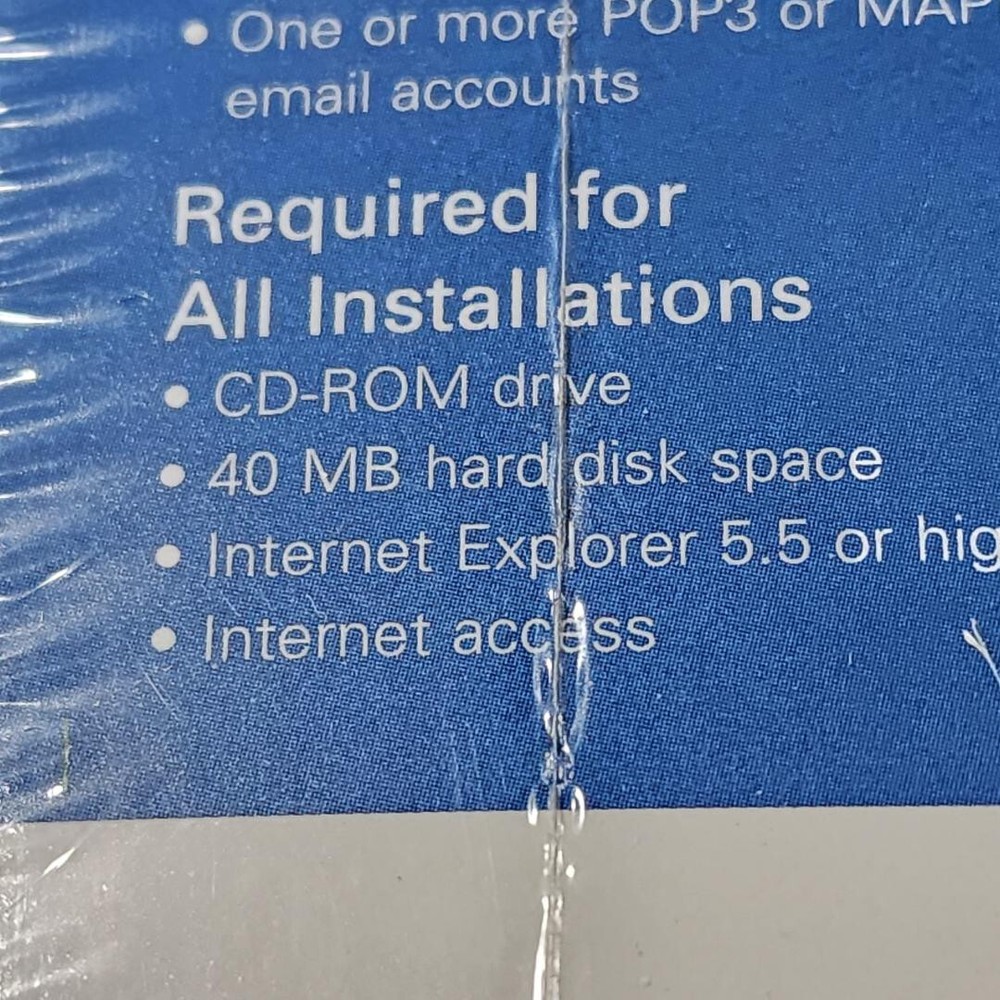 • One or more POP3 or MAP
email accounts
Required for
All Installations
• CD-ROM drive
• 40 MB hard disk space
• Internet Explorer 5.5 or hig
• Internet access